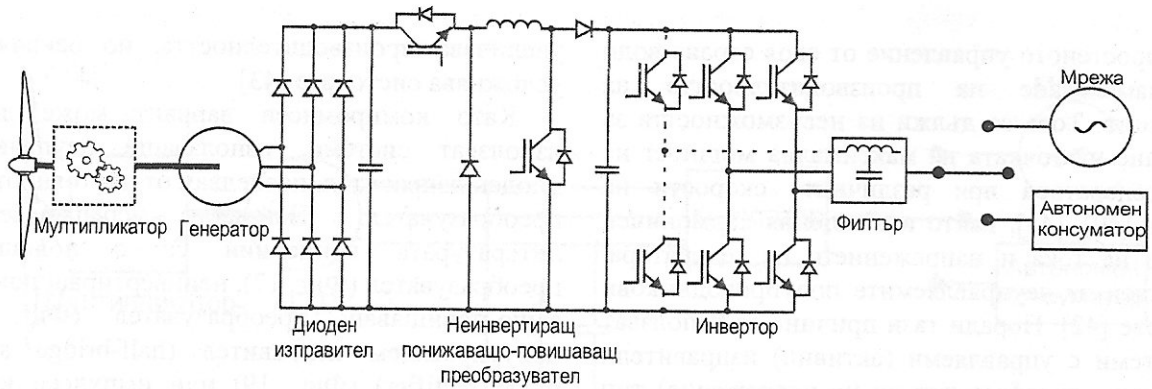 Мрежа
Мултипликатор
Генератор
Филтър
Автономен
консуматор
Диоден
изправител
Неинвертиращ
понижаващо-повишаващ
преобразувател
Инвертор